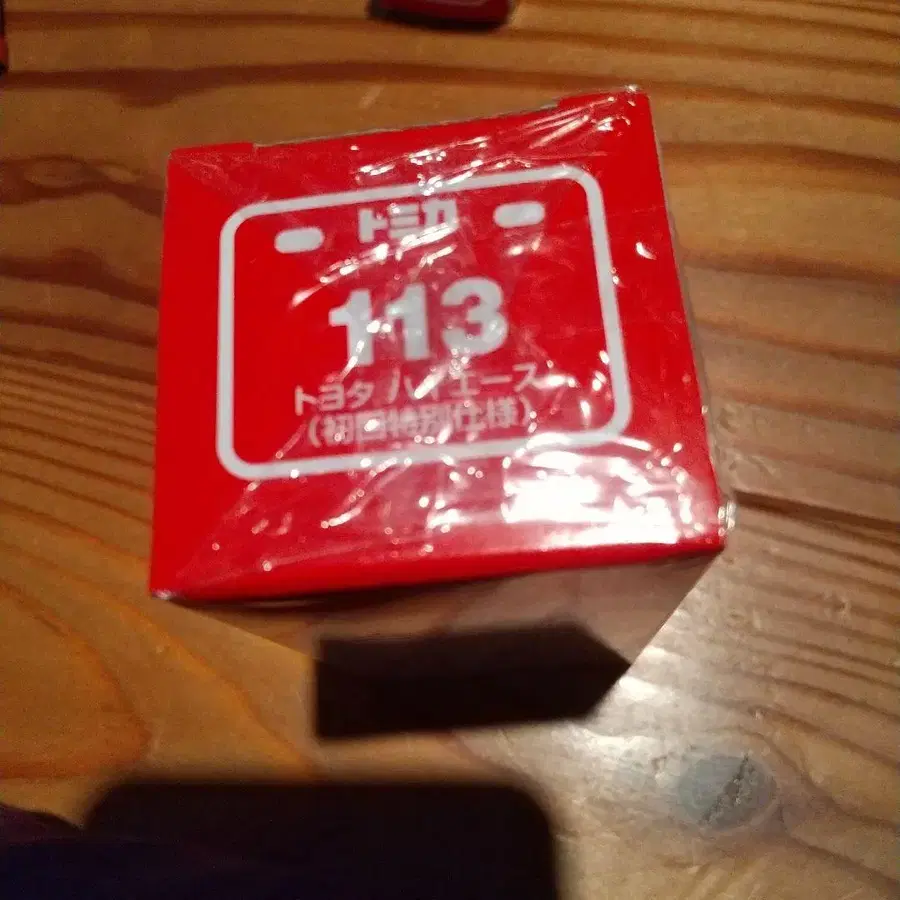 トミカ
113
トヨタ ハイエース
(初回特別仕様)